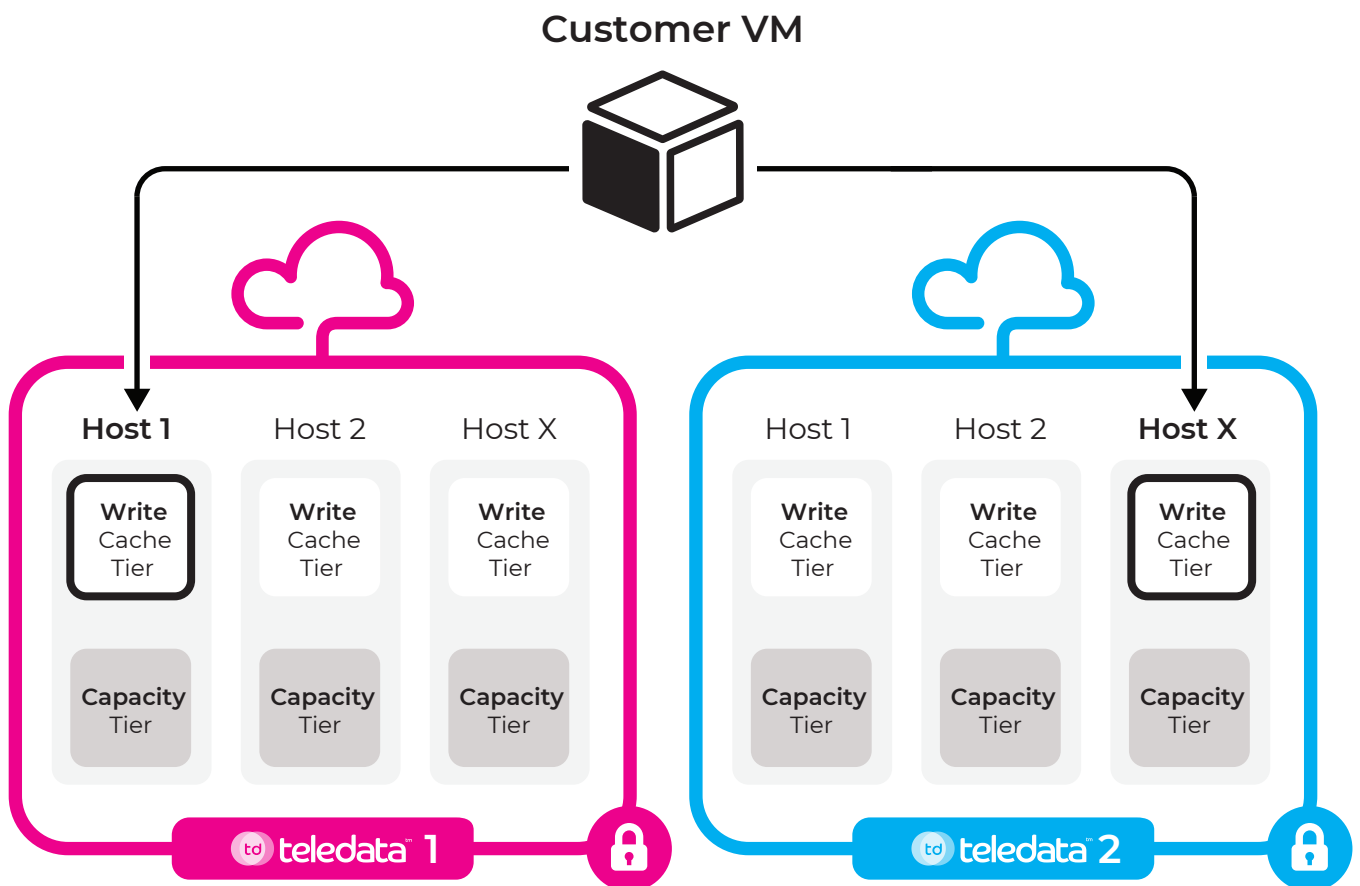 Customer VM
Host 1
Host 2
Host X
Host 1
Host 2
Host X
Write
Cache
Tier
Write
Cache
Tier
Write
Cache
Tier
Write
Cache
Tier
Write
Cache
Tier
Write
Cache
Tier
Capacity
Tier
Capacity
Tier
Capacity
Tier
Capacity
Tier
Capacity
Tier
Capacity
Tier
td teledata™ 1
td teledata™ 2